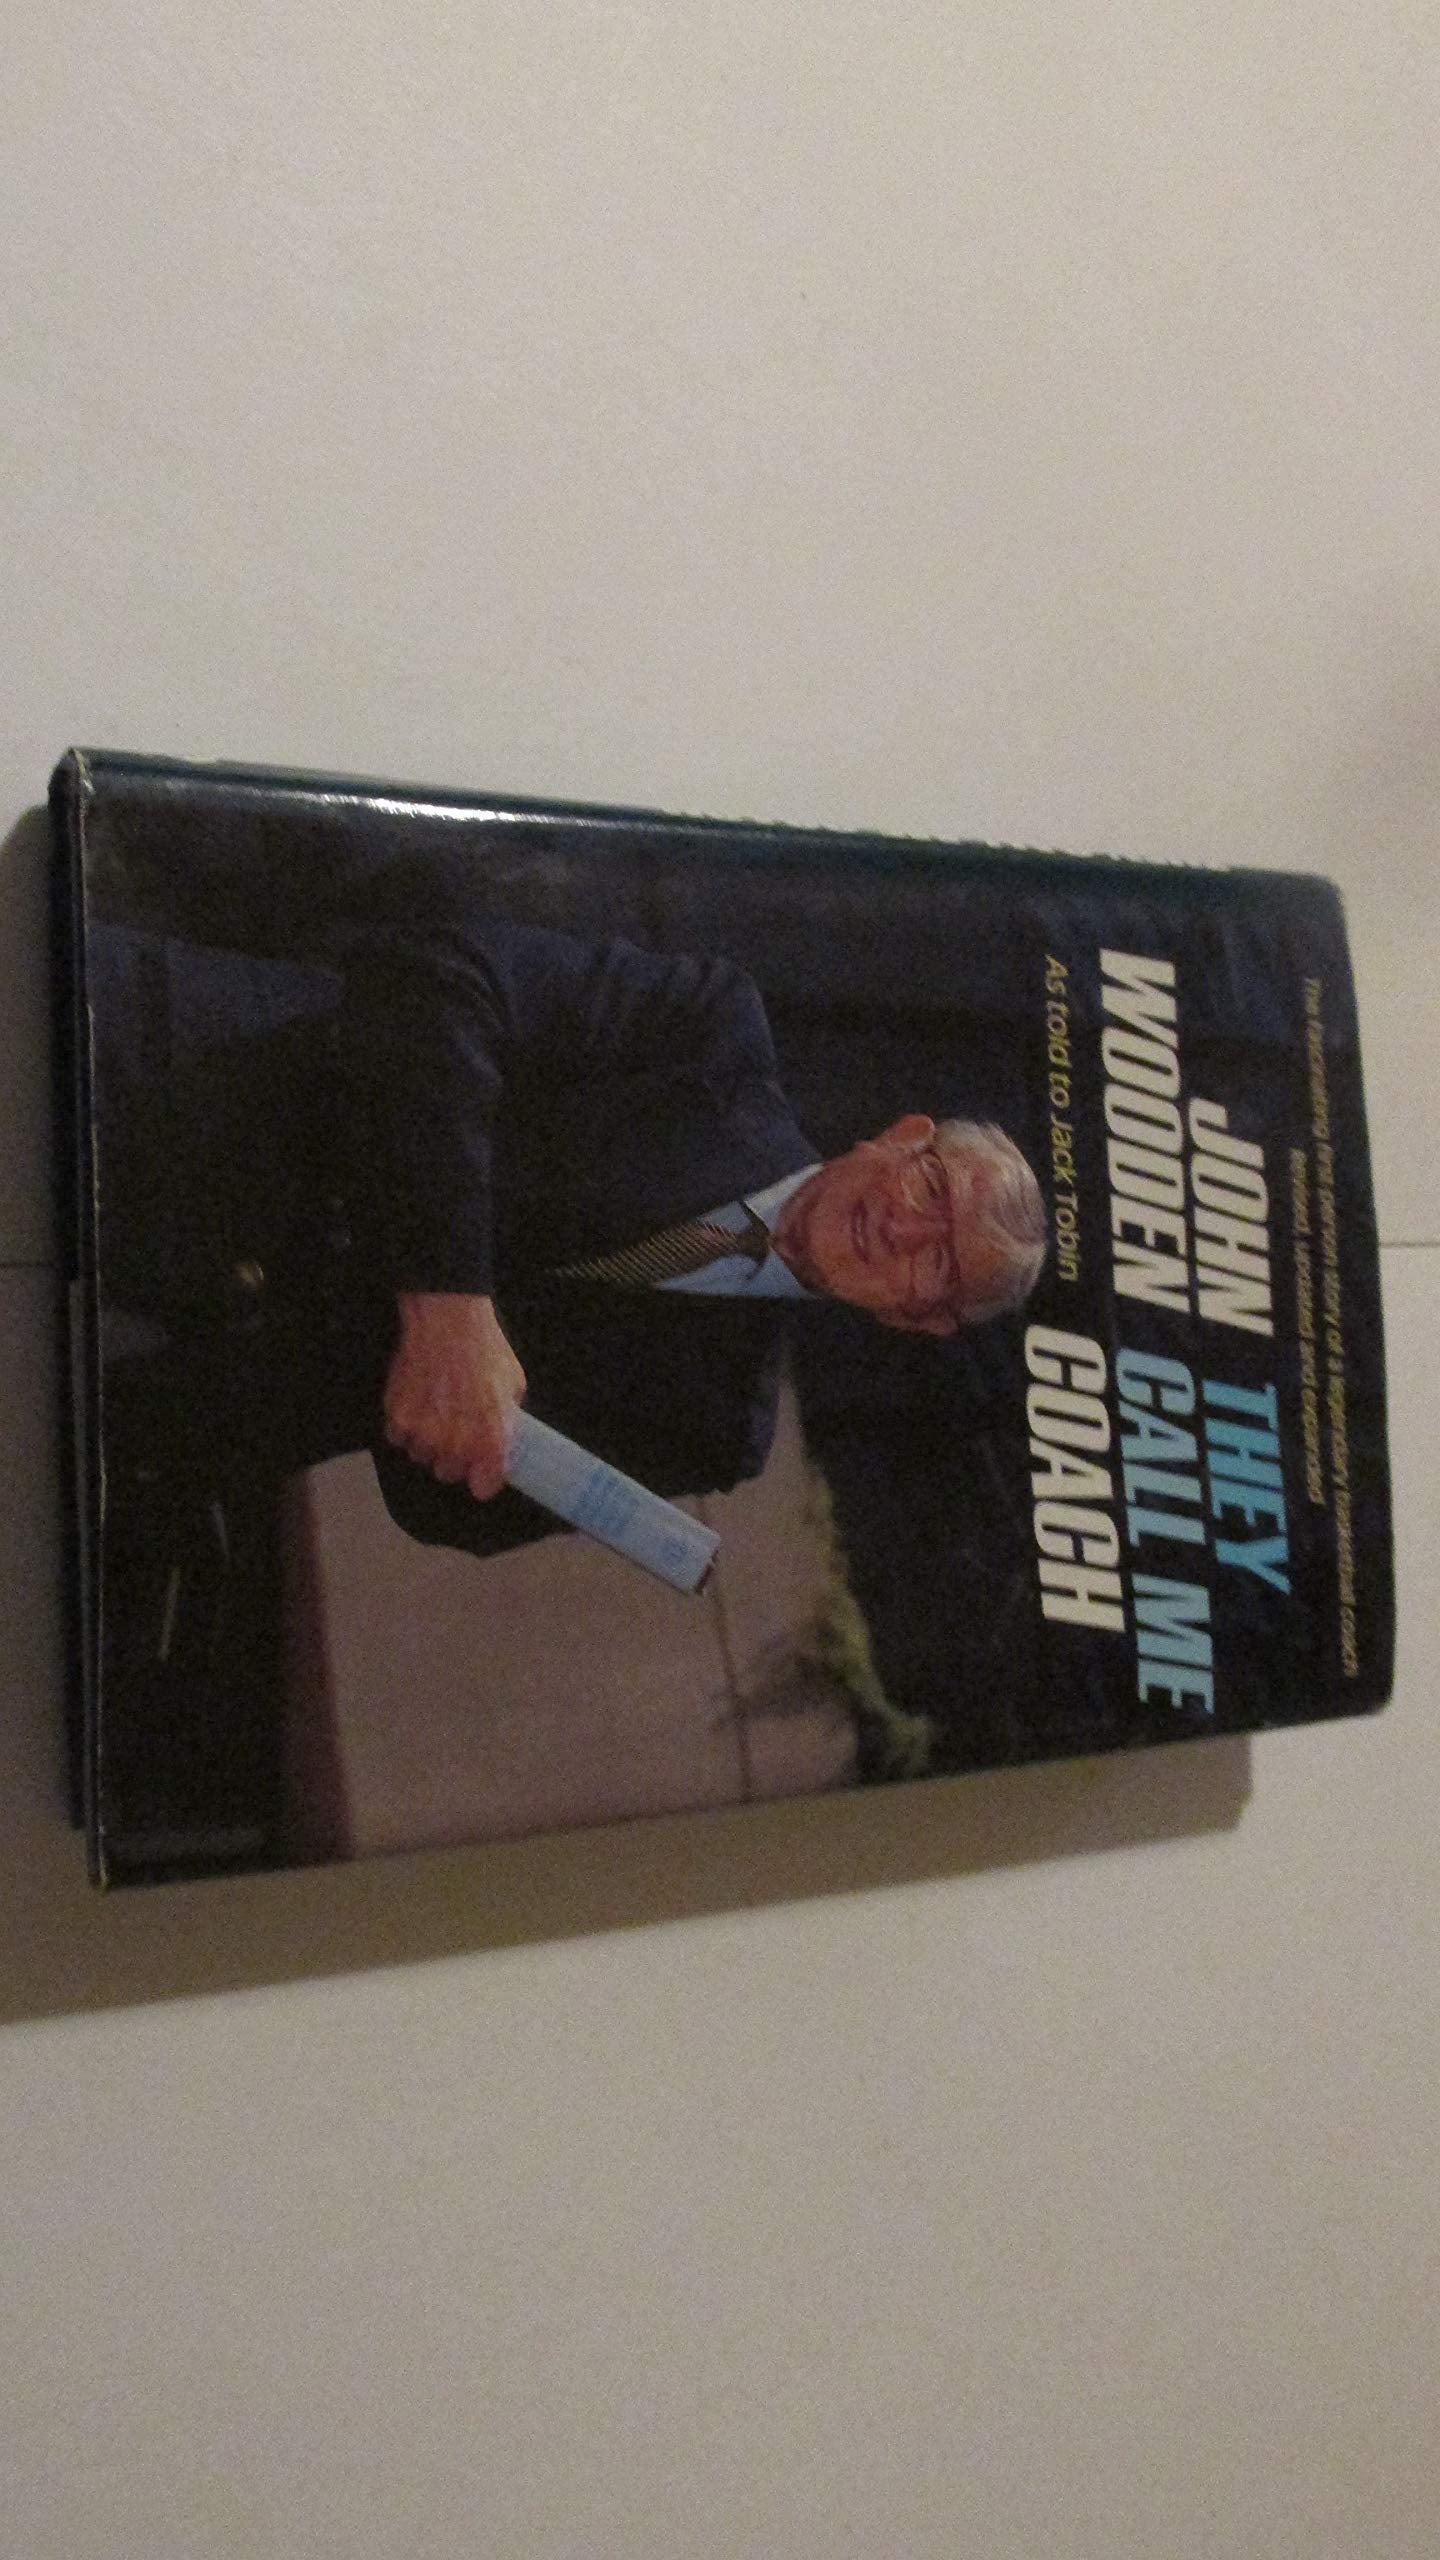 The fascinating first person story of a legendary basketball coach
Revised, updated and expanded
JOHN THEY
WOODEN CALL ME
As told to Jack Tobin COACH